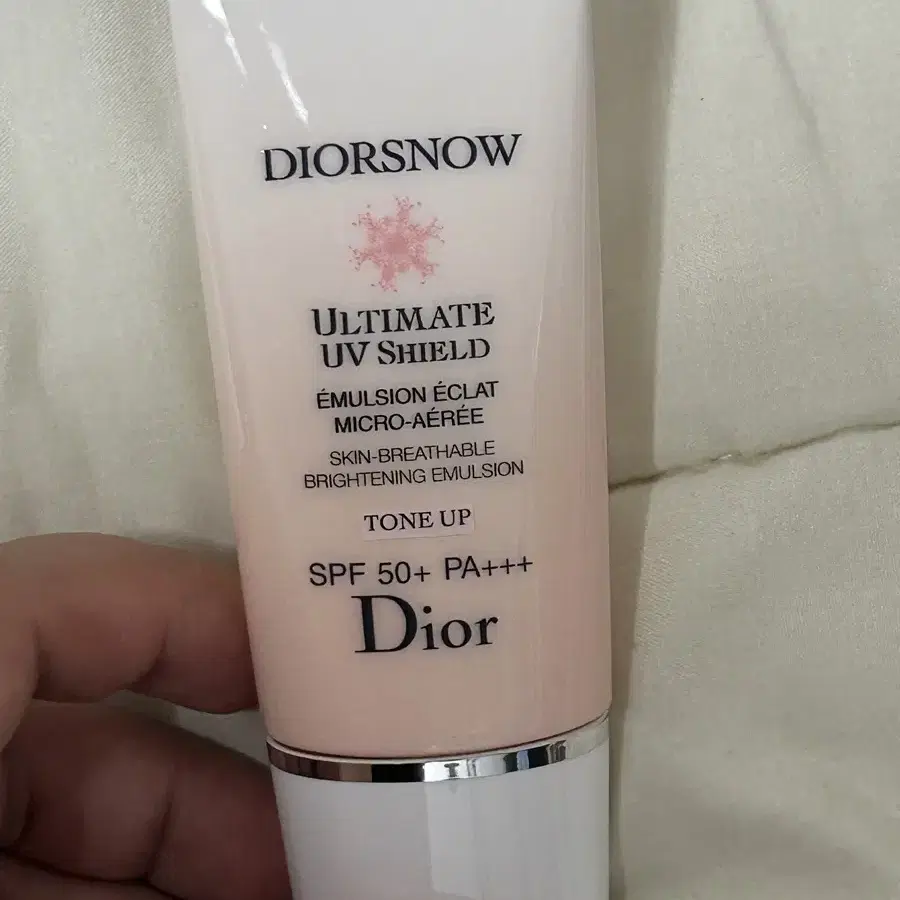 DIORSNOW
ULTIMATE
UV SHIELD
ÉMULSION ÉCLAT
MICRO-AÉRÉE
SKIN-BREATHABLE
BRIGHTENING EMULSION
TONE UP
SPF 50+ PA+++
Dior